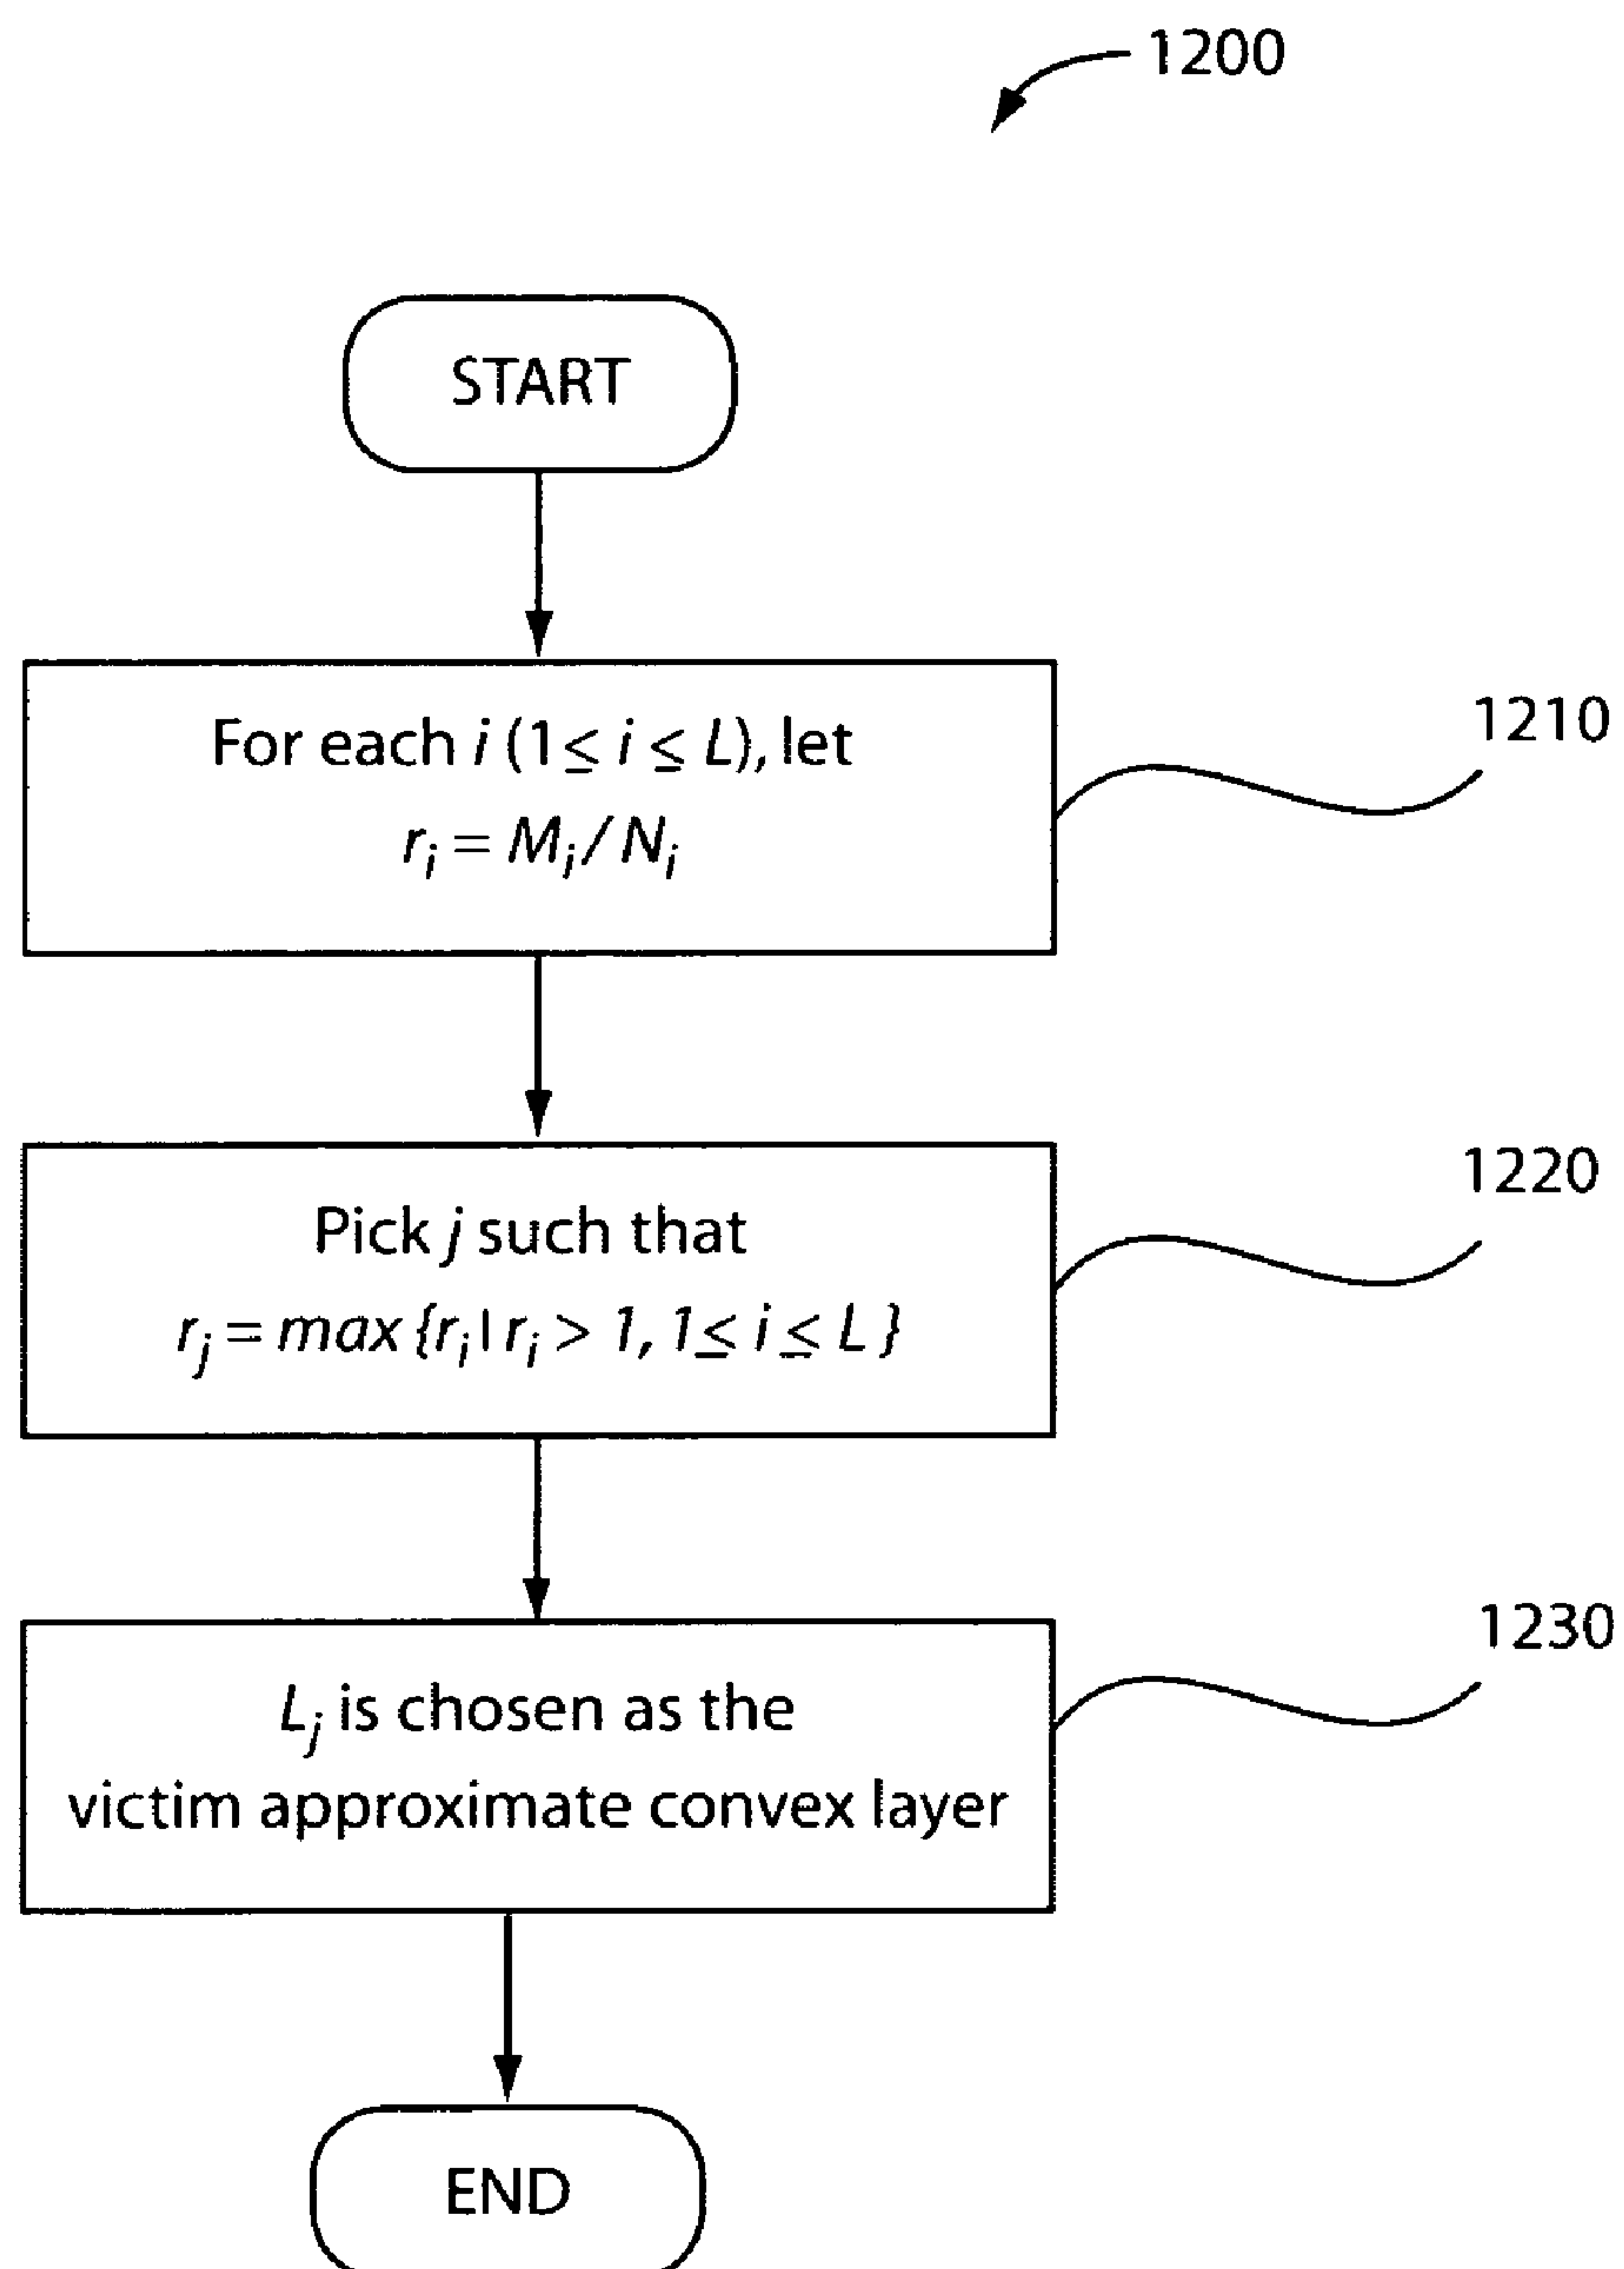 1200
START
For each i (1 ≤ i ≤ L), let
r_i = M_i / N_i
1210
Pick j such that
r_j = max {r_i | r_i > 1, 1 ≤ i ≤ L }
1220
L_j is chosen as the
victim approximate convex layer
1230
END